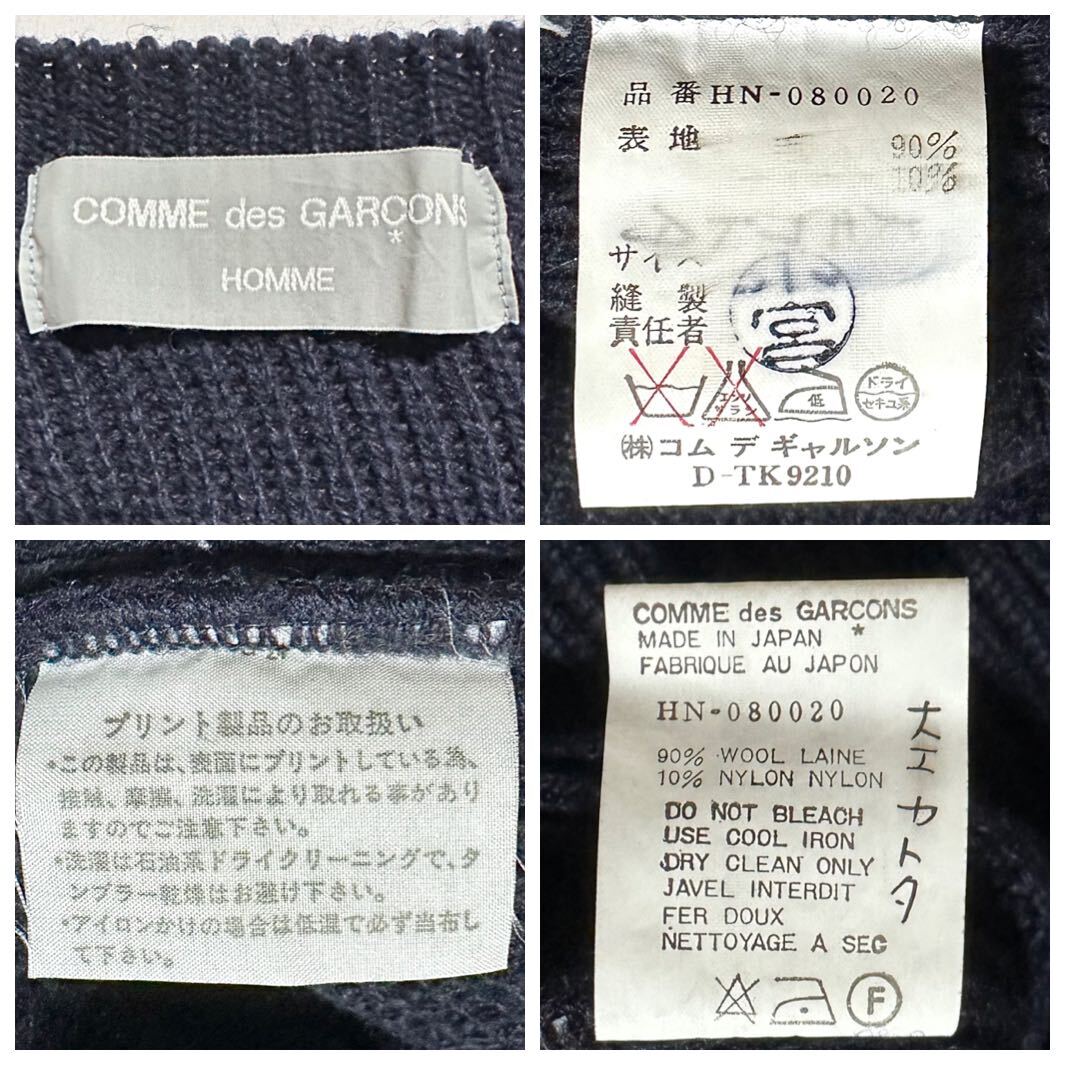 COMME des GARÇONS
*
HOMME
品番 HN-080020
表地
90%
10%
サイ
縫製
責任者
宮
エンソ
サラシ
低
ドライ
セキユ系
㈱コム デ ギャルソン
D-TK9210
プリント製品のお取扱い
•この製品は、表面にプリントしている為、
接触、摩擦、洗濯により取れる事があり
ますのでご注意下さい。
•洗濯は石油系ドライクリーニングで、タ
ンブラー乾燥はお避け下さい。
•アイロンかけの場合は低温で必ず当布し
て下さい。
COMME des GARCONS
MADE IN JAPAN *
FABRIQUE AU JAPON
HN-080020
90% WOOL LAINE
10% NYLON NYLON
DO NOT BLEACH
USE COOL IRON
DRY CLEAN ONLY
JAVEL INTERDIT
FER DOUX
NETTOYAGE A SEC
F
大エカトタ